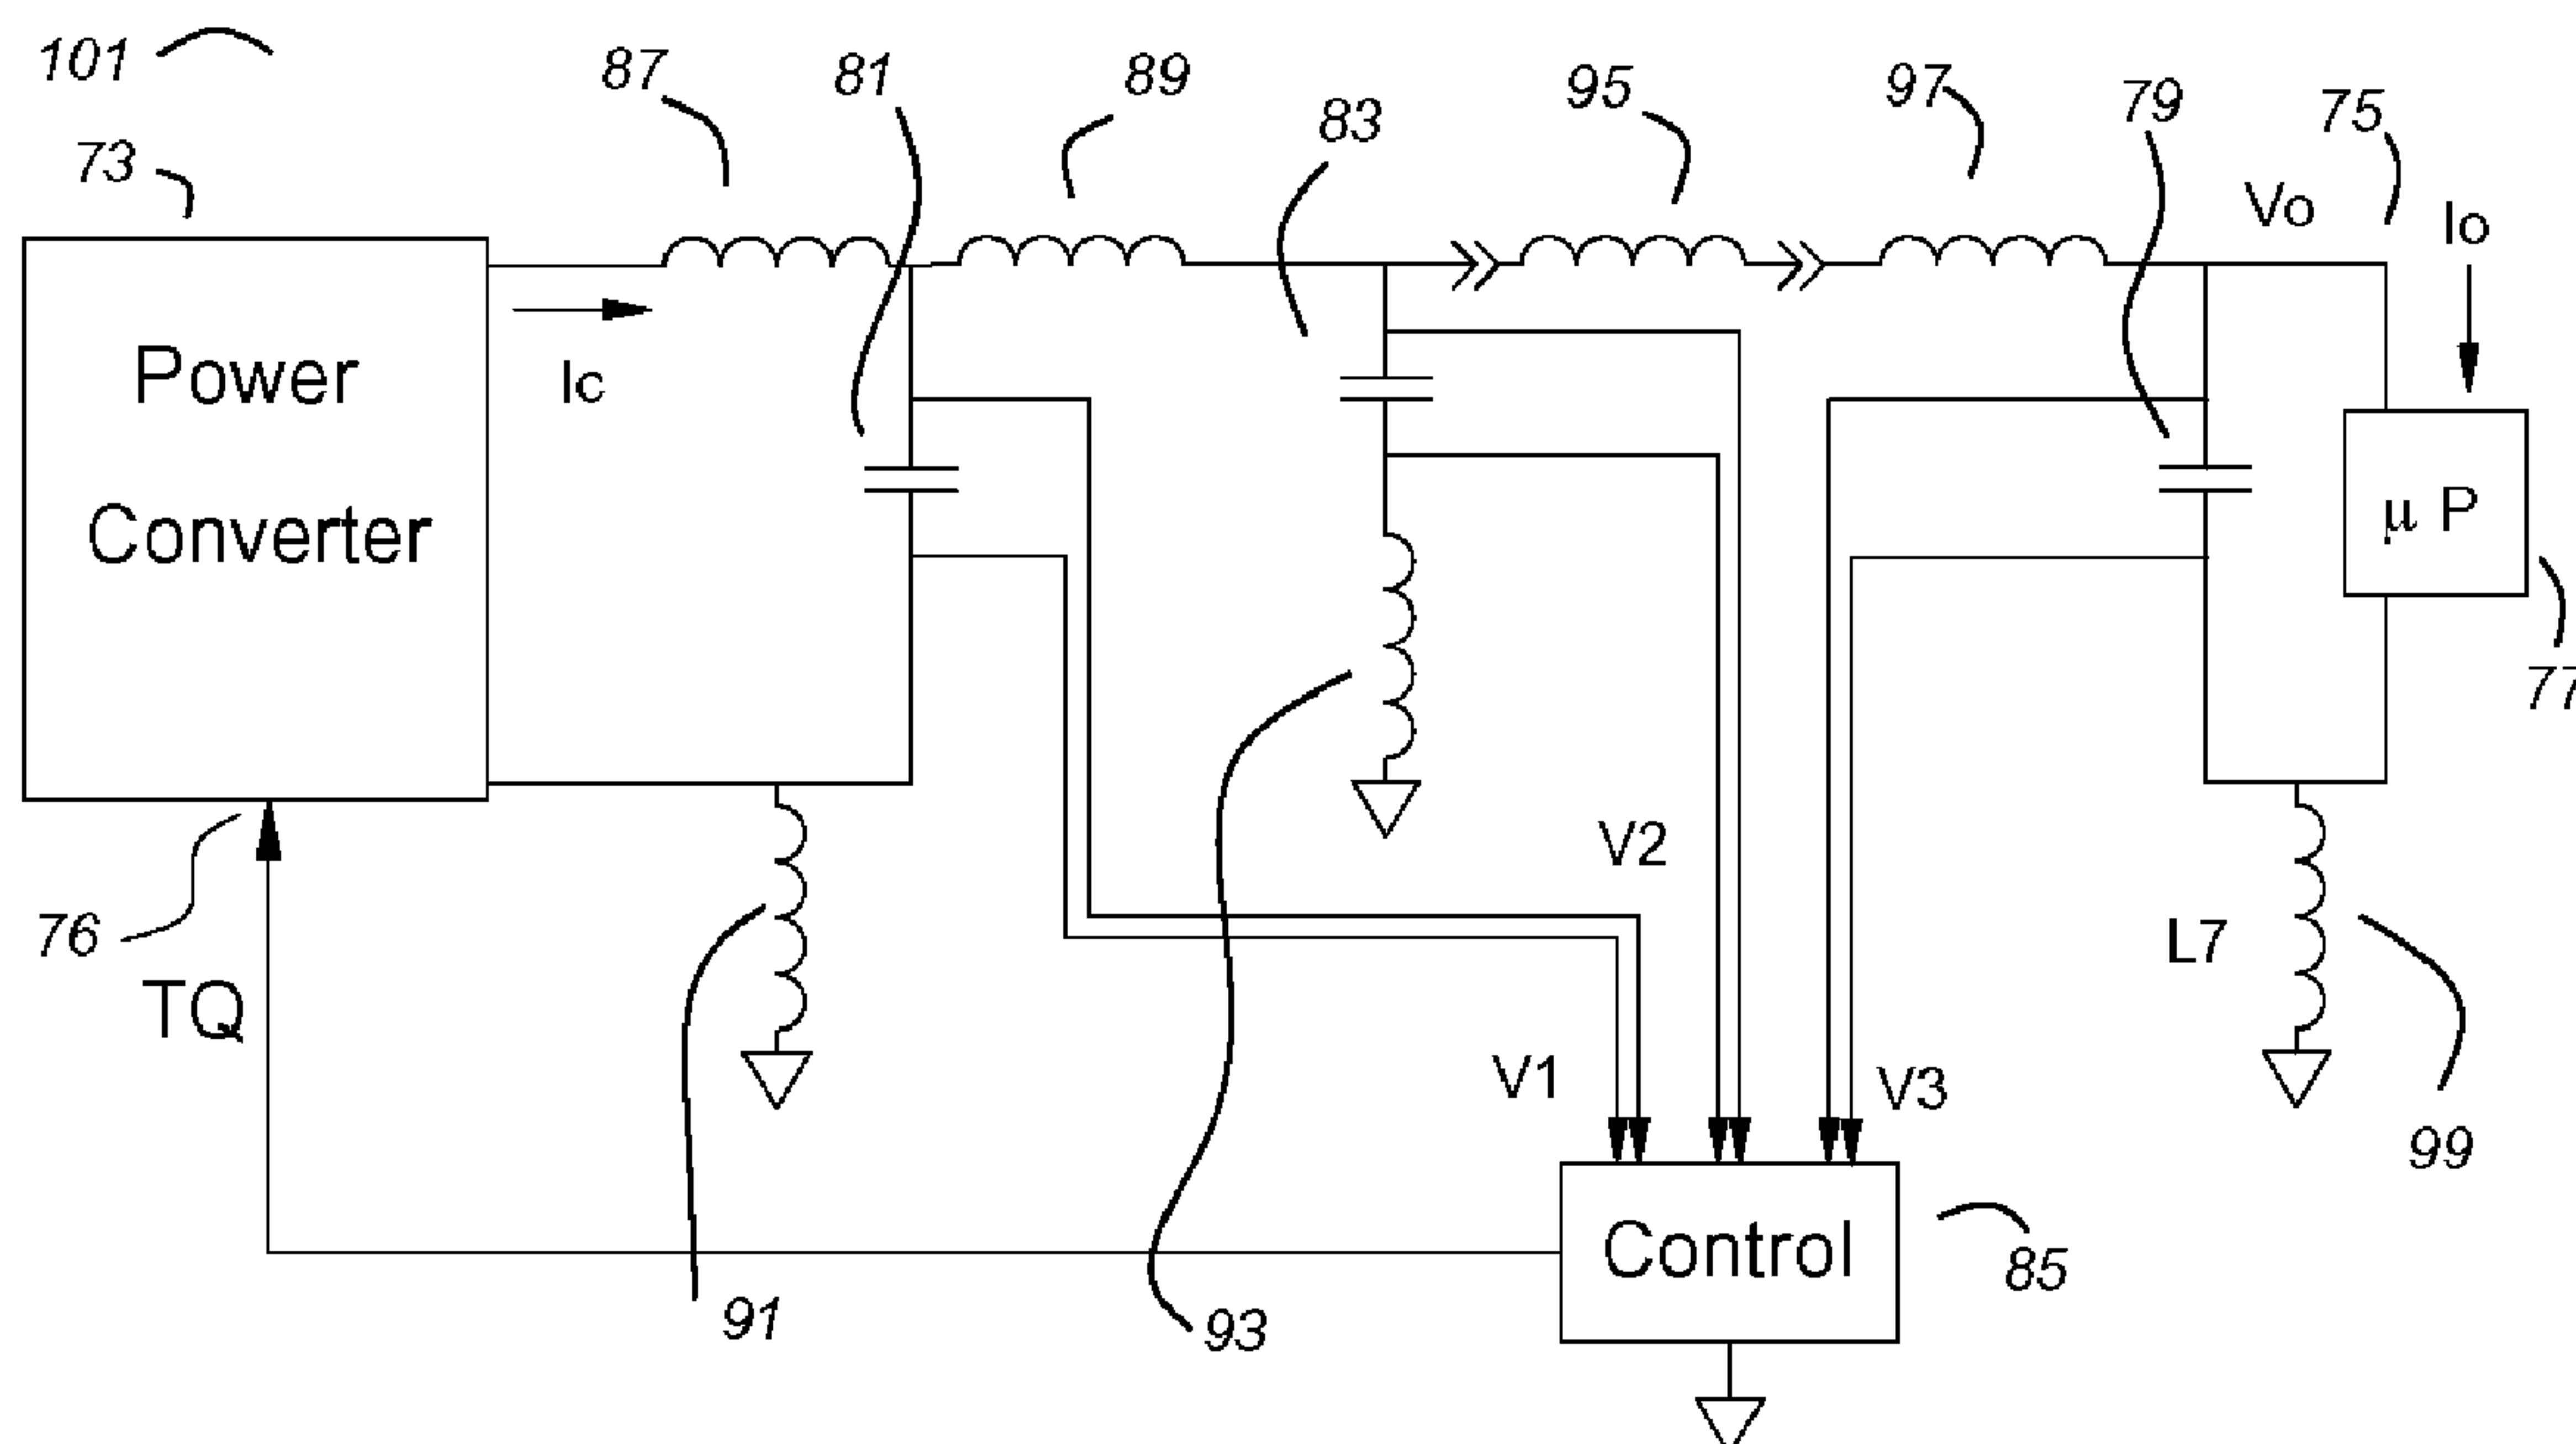 101
87
81
89
83
95
97
79
75
73
Vo
Io
Power
Converter
Ic
μ P
77
76
TQ
V2
L7
V1
V3
99
Control
85
91
93